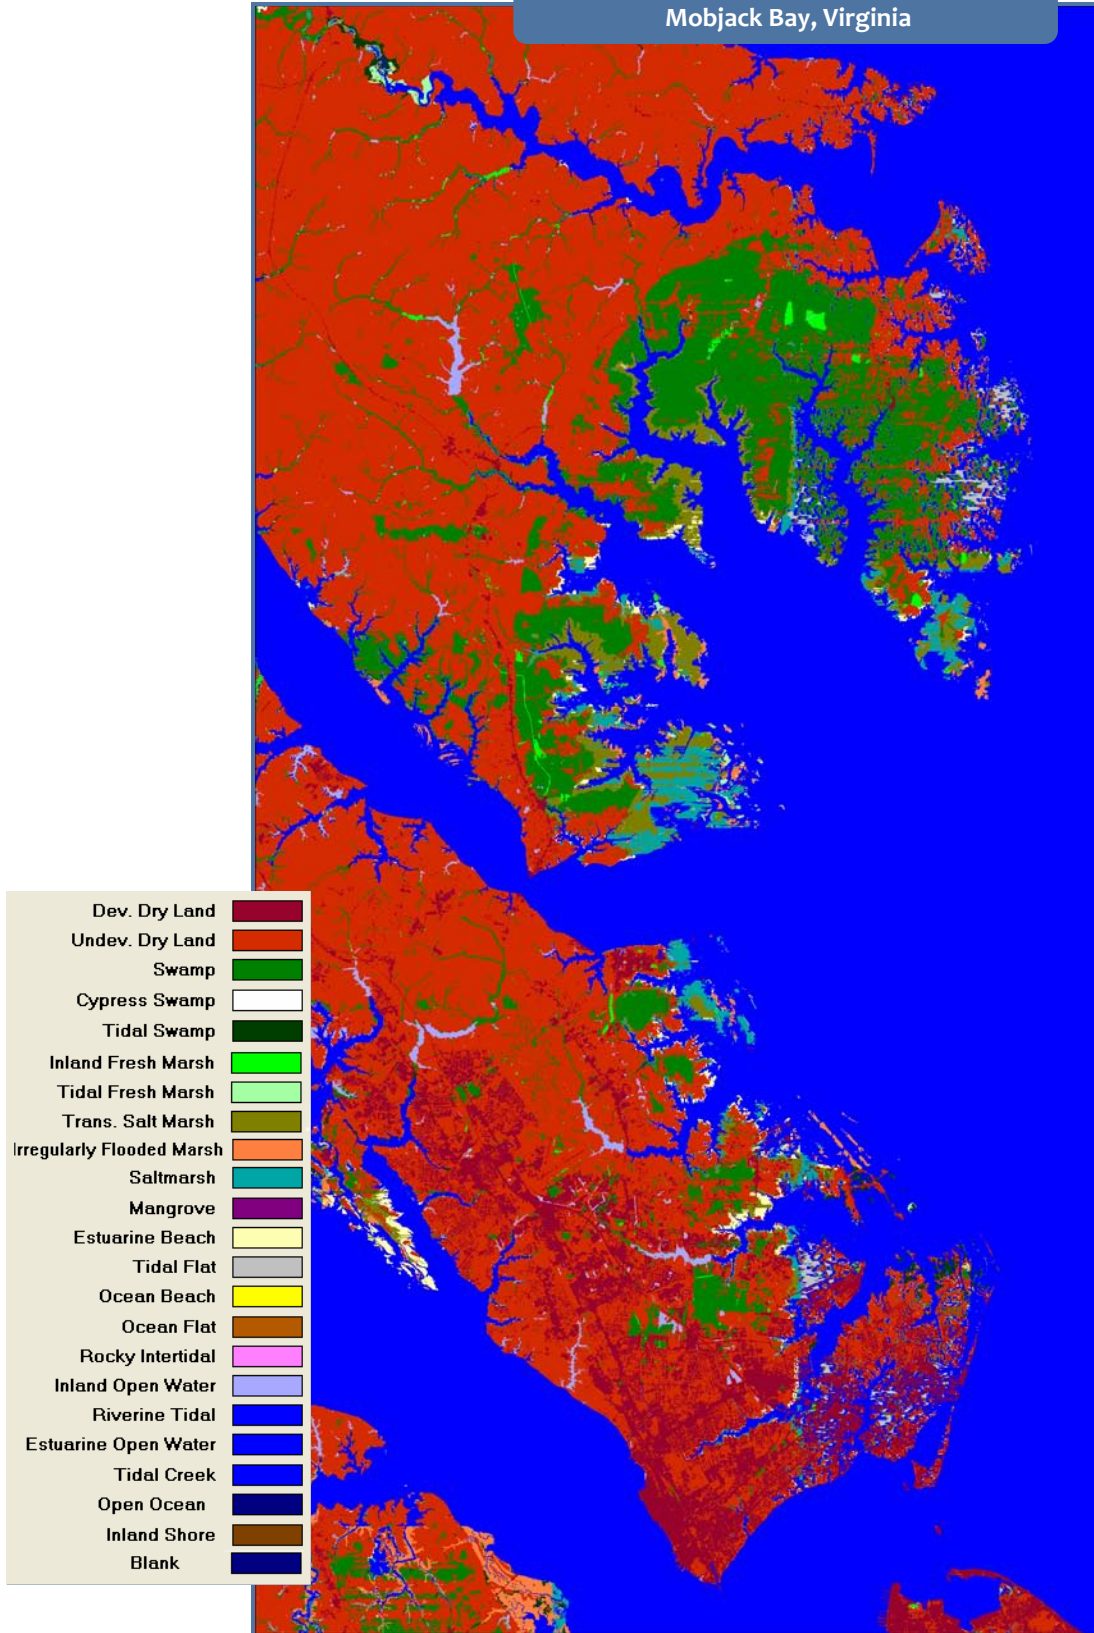 Mobjack Bay, Virginia
Dev. Dry Land
Undev. Dry Land
Swamp
Cypress Swamp
Tidal Swamp
Inland Fresh Marsh
Tidal Fresh Marsh
Trans. Salt Marsh
Irregularly Flooded Marsh
Saltmarsh
Mangrove
Estuarine Beach
Tidal Flat
Ocean Beach
Ocean Flat
Rocky Intertidal
Inland Open Water
Riverine Tidal
Estuarine Open Water
Tidal Creek
Open Ocean
Inland Shore
Blank